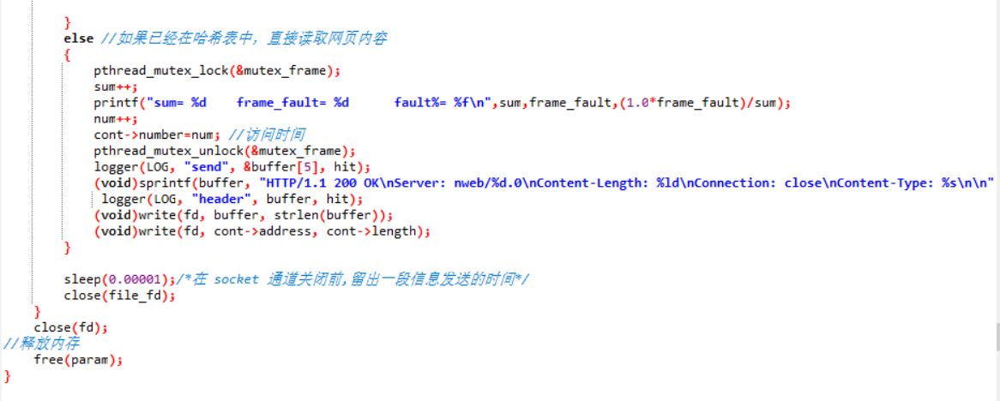 }
else //如果已经在哈希表中，直接读取网页内容
{
pthread_mutex_lock(&mutex_frame);
sum++;
printf("sum= %d    frame_fault= %d      fault%= %f\n",sum,frame_fault,(1.0*frame_fault)/sum);
num++;
cont->number=num; //访问时间
pthread_mutex_unlock(&mutex_frame);
logger(LOG, "send", &buffer[5], hit);
(void)sprintf(buffer, "HTTP/1.1 200 OK\nServer: nweb/%d.0\nContent-Length: %ld\nConnection: close\nContent-Type: %s\n\n"
logger(LOG, "header", buffer, hit);
(void)write(fd, buffer, strlen(buffer));
(void)write(fd, cont->address, cont->length);
}
sleep(0.00001);/*在 socket 通道关闭前,留出一段信息发送的时间*/
close(file_fd);
}
close(fd);
//释放内存
free(param);
}